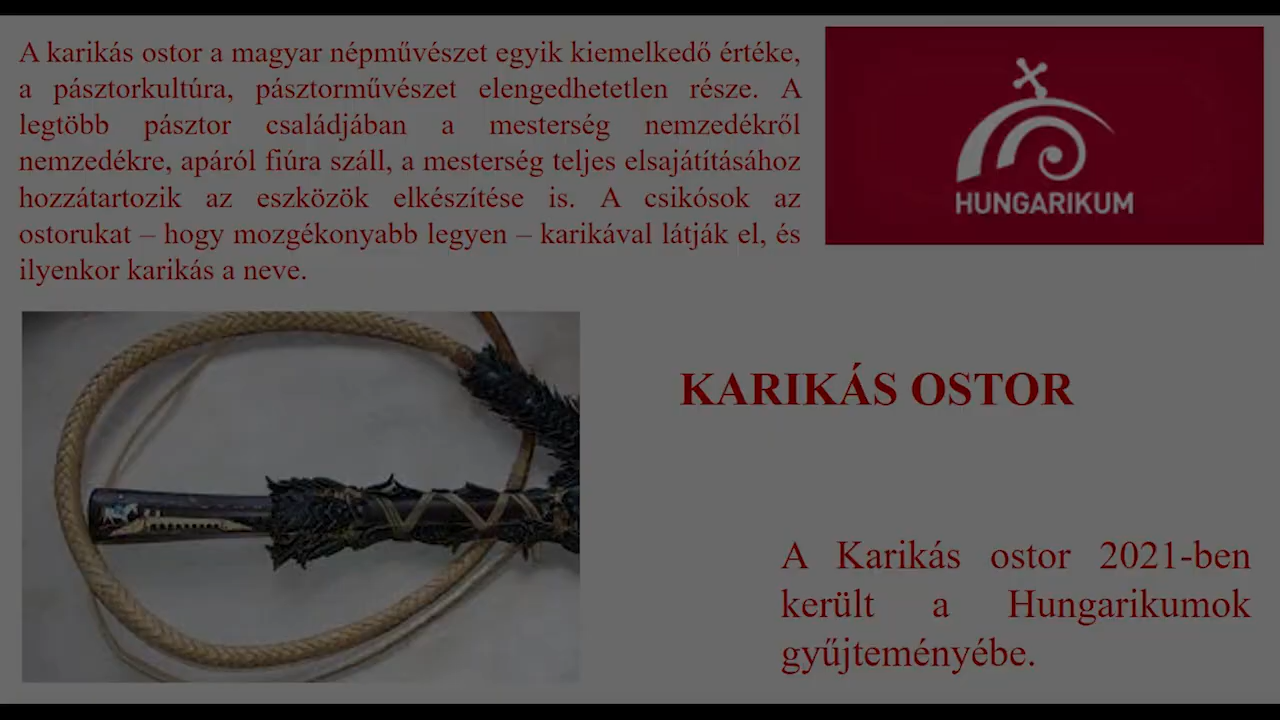 A karikás ostor a magyar népművészet egyik kiemelkedő értéke,
a pásztorkultúra, pásztorművészet elengedhetetlen része. A
legtöbb pásztor családjában a mesterség nemzedékről
nemzedékre, apáról fiúra száll, a mesterség teljes elsajátításához
hozzátartozik az eszközök elkészítése is. A csikósok az
ostorukat – hogy mozgékonyabb legyen – karikával látják el, és
ilyenkor karikás a neve.
HUNGARIKUM
KARIKÁS OSTOR
A Karikás ostor 2021-ben
került a Hungarikumok
gyűjteményébe.